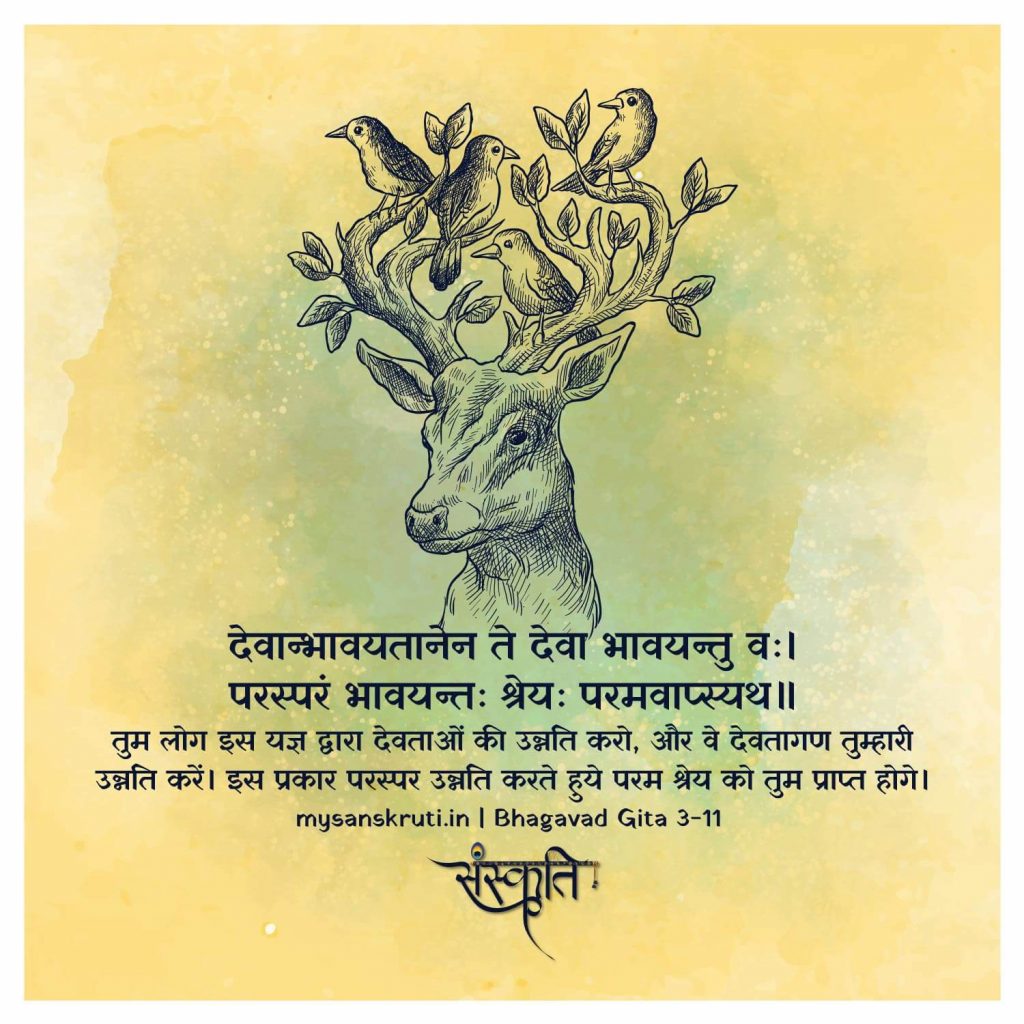 देवान्भावयतानेन ते देवा भावयन्तु वः।
परस्परं भावयन्तः श्रेयः परमवाप्स्यथ॥
तुम लोग इस यज्ञ द्वारा देवताओं की उन्नति करो, और वे देवतागण तुम्हारी
उन्नति करें। इस प्रकार परस्पर उन्नति करते हुये परम श्रेय को तुम प्राप्त होगे।
mysanskruti.in | Bhagavad Gita 3-11
संस्कृति